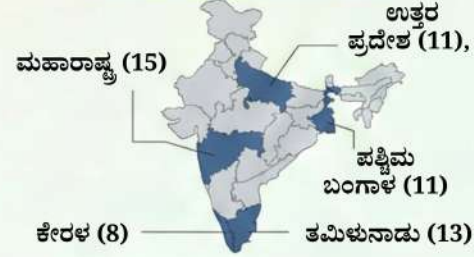 ಉತ್ತರ
ಪ್ರದೇಶ (11),
ಮಹಾರಾಷ್ಟ್ರ (15)
ಪಶ್ಚಿಮ
ಬಂಗಾಳ (11)
ಕೇರಳ (8)
ತಮಿಳುನಾಡು (13)